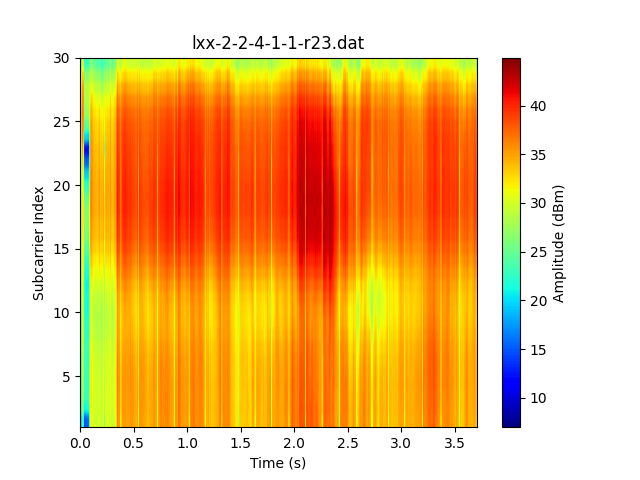 lxx-2-2-4-1-1-r23.dat
30
25
20
15
10
5
Subcarrier Index
0.0 0.5 1.0 1.5 2.0 2.5 3.0 3.5
Time (s)
40
35
30
25
20
15
10
Amplitude (dBm)